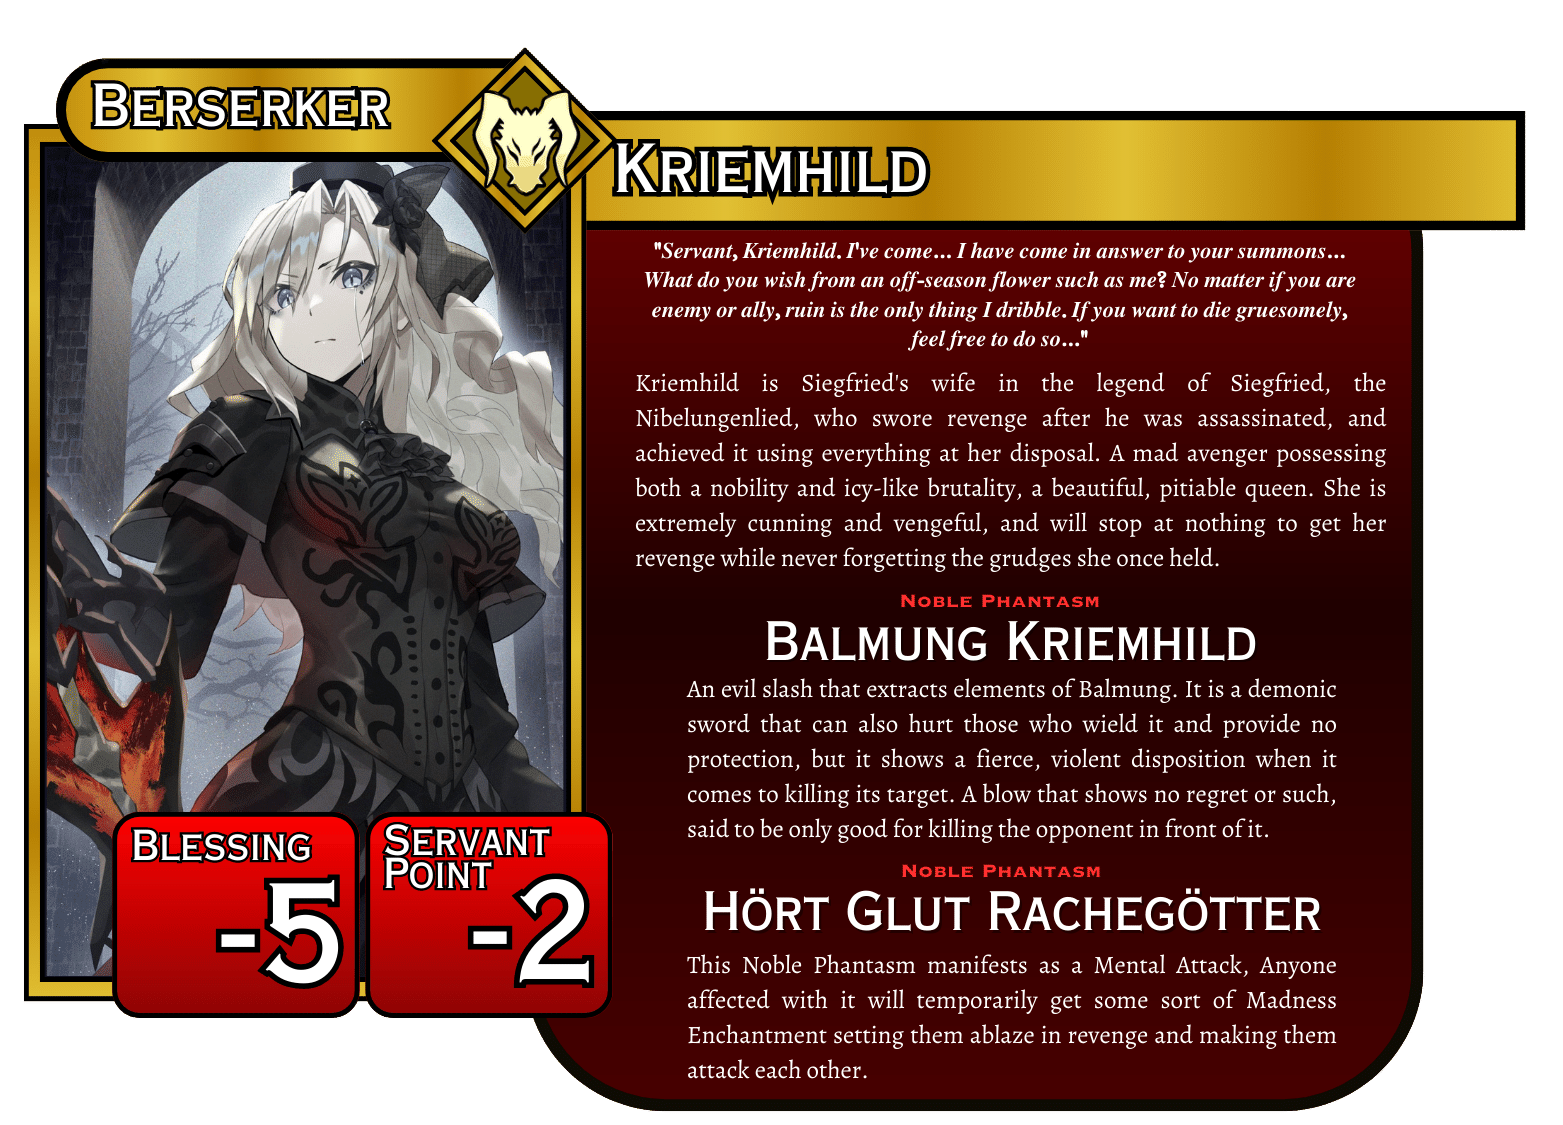 BERSERKER
KRIEMHILD
"Servant, Kriemhild. I've come... I have come in answer to your summons...
What do you wish from an off-season flower such as me? No matter if you are
enemy or ally, ruin is the only thing I dribble. If you want to die gruesomely,
feel free to do so..."
Kriemhild is Siegfried's wife in the legend of Siegfried, the
Nibelungenlied, who swore revenge after he was assassinated, and
achieved it using everything at her disposal. A mad avenger possessing
both a nobility and icy-like brutality, a beautiful, pitiable queen. She is
extremely cunning and vengeful, and will stop at nothing to get her
revenge while never forgetting the grudges she once held.
NOBLE PHANTASM
BALMUNG KRIEMHILD
An evil slash that extracts elements of Balmung. It is a demonic
sword that can also hurt those who wield it and provide no
protection, but it shows a fierce, violent disposition when it
comes to killing its target. A blow that shows no regret or such,
said to be only good for killing the opponent in front of it.
NOBLE PHANTASM
HÖRT GLUT RACHEGÖTTER
This Noble Phantasm manifests as a Mental Attack, Anyone
affected with it will temporarily get some sort of Madness
Enchantment setting them ablaze in revenge and making them
attack each other.
BLESSING
-5
SERVANT
POINT
-2